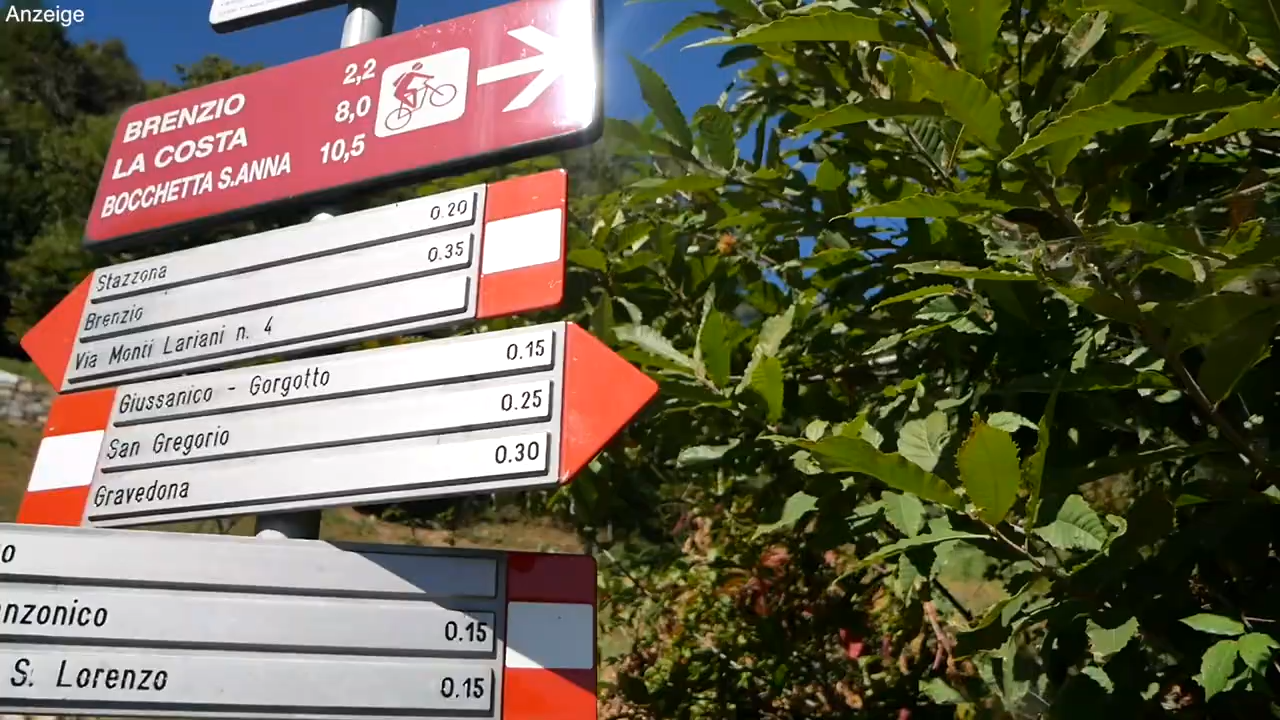 Anzeige
BRENZIO 2,2
LA COSTA 8,0
BOCCHETTA S.ANNA 10,5
Stazzona 0.20
Brenzio 0.35
Via Monti Lariani n. 4
Giussanico - Gorgotto 0.15
San Gregorio 0.25
Gravedona 0.30
nzonico 0.15
S. Lorenzo 0.15